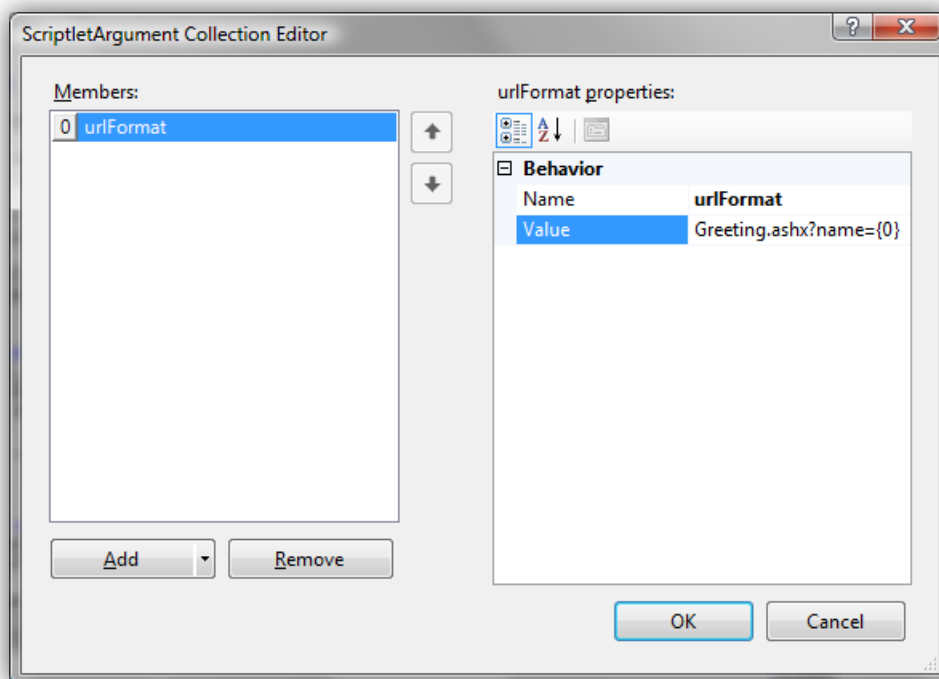 ScriptletArgument Collection Editor
?
Members:
0 urlFormat
Add
Remove
urlFormat properties:
A
Z
Behavior
Name urlFormat
Value Greeting.ashx?name={0}
OK
Cancel